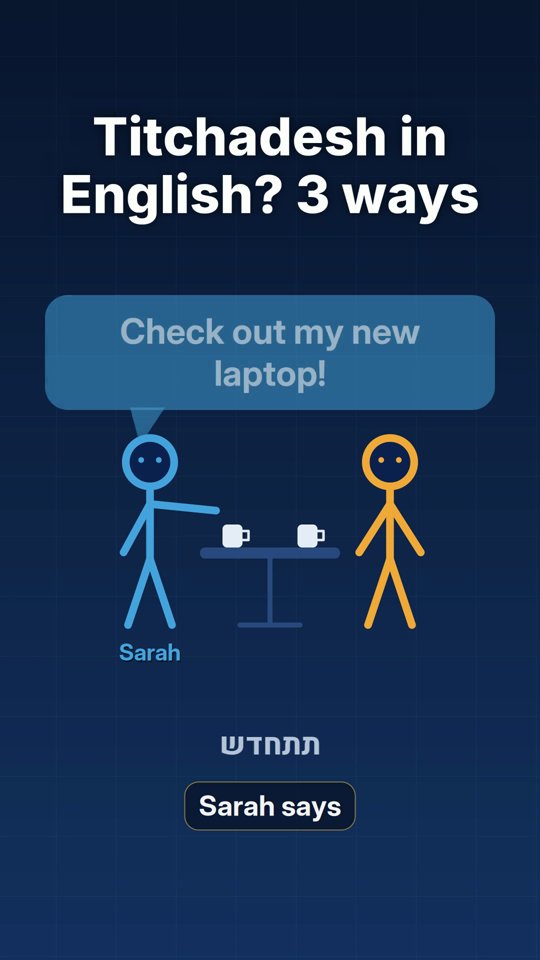 Titchadesh in
English? 3 ways
Check out my new
laptop!
Sarah
תתחדש
Sarah says